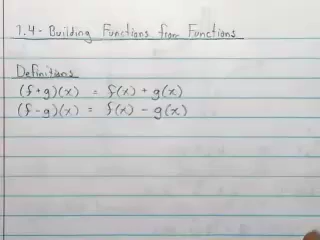 1.4 - Building Functions from Functions
Definitions
(f+g)(x) = f(x) + g(x)
(f-g)(x) = f(x) - g(x)